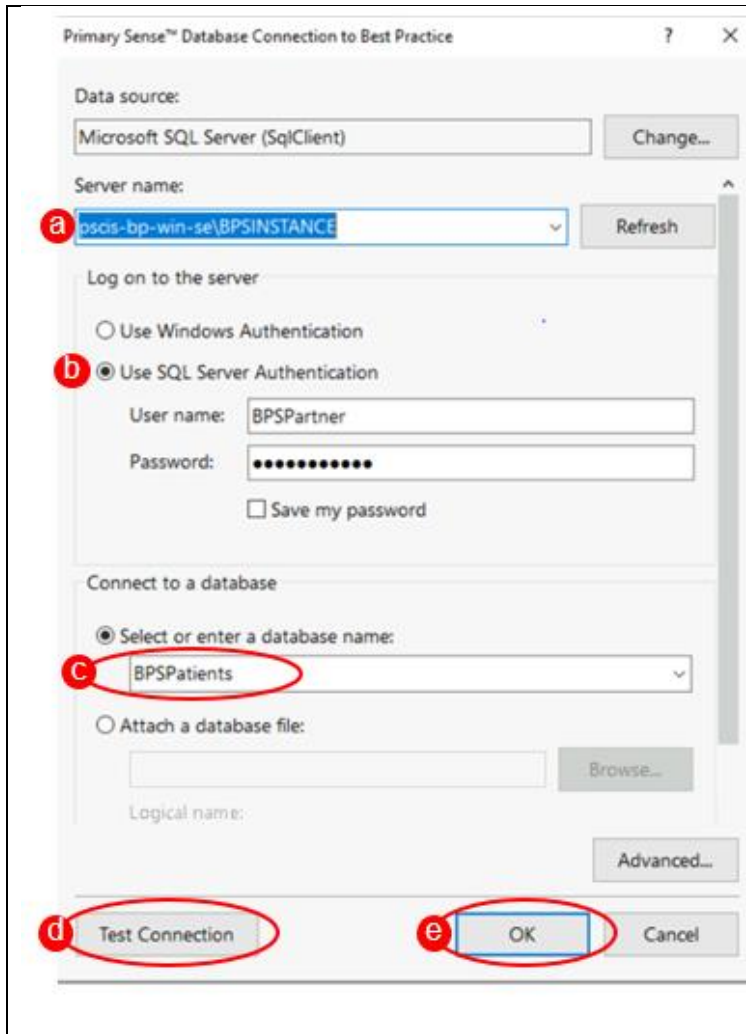 Primary Sense™ Database Connection to Best Practice ? ✕
Data source:
Microsoft SQL Server (SqlClient) Change...
Server name:
a pscis-bp-win-se\BPSINSTANCE Refresh
Log on to the server
Use Windows Authentication
b Use SQL Server Authentication
User name: BPSPartner
Password: ●●●●●●●●●●●
Save my password
Connect to a database
Select or enter a database name:
c BPSPatients
Attach a database file:
Browse...
Logical name:
Advanced...
d Test Connection e OK Cancel